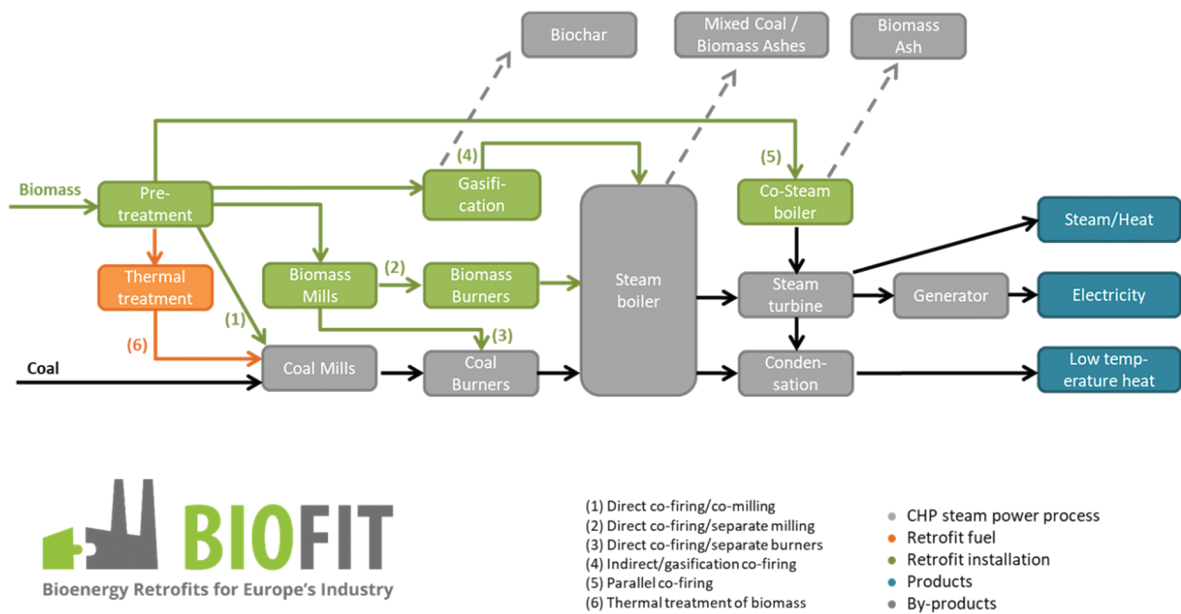 Biochar
Mixed Coal /
Biomass Ashes
Biomass
Ash
(4)
(5)
Biomass
Pre-
treatment
Gasifi-
cation
Co-Steam
boiler
Steam/Heat
Thermal
treatment
Biomass
Mills
(2)
Biomass
Burners
Steam
boiler
Steam
turbine
Generator
Electricity
(1)
(3)
(6)
Coal
Coal Mills
Coal
Burners
Conden-
sation
Low temp-
erature heat
BIOFIT
Bioenergy Retrofits for Europe's Industry
(1) Direct co-firing/co-milling
(2) Direct co-firing/separate milling
(3) Direct co-firing/separate burners
(4) Indirect/gasification co-firing
(5) Parallel co-firing
(6) Thermal treatment of biomass
CHP steam power process
Retrofit fuel
Retrofit installation
Products
By-products